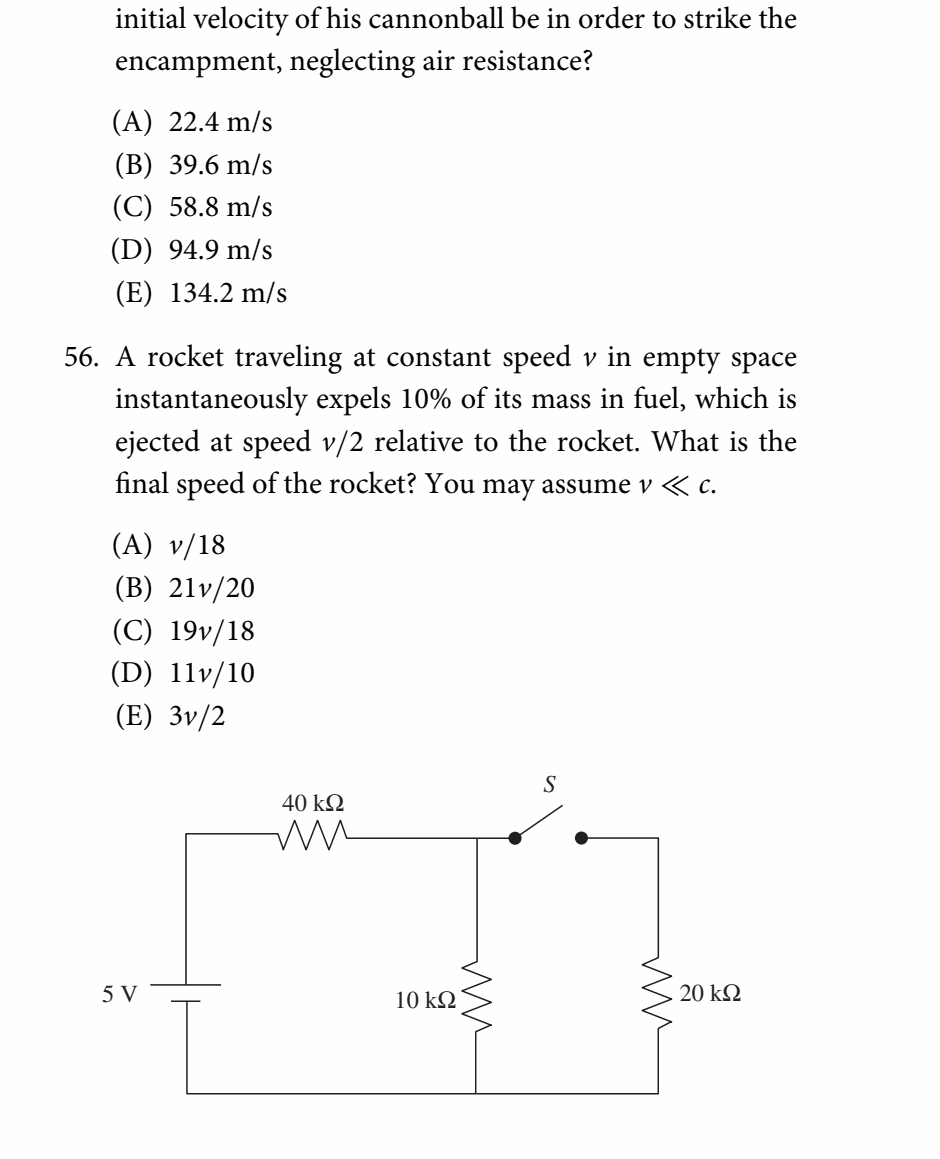 initial velocity of his cannonball be in order to strike the
encampment, neglecting air resistance?
(A) 22.4 m/s
(B) 39.6 m/s
(C) 58.8 m/s
(D) 94.9 m/s
(E) 134.2 m/s
56. A rocket traveling at constant speed v in empty space
instantaneously expels 10% of its mass in fuel, which is
ejected at speed v/2 relative to the rocket. What is the
final speed of the rocket? You may assume v ≪ c.
(A) v/18
(B) 21v/20
(C) 19v/18
(D) 11v/10
(E) 3v/2
S
40 kΩ
5 V
10 kΩ
20 kΩ